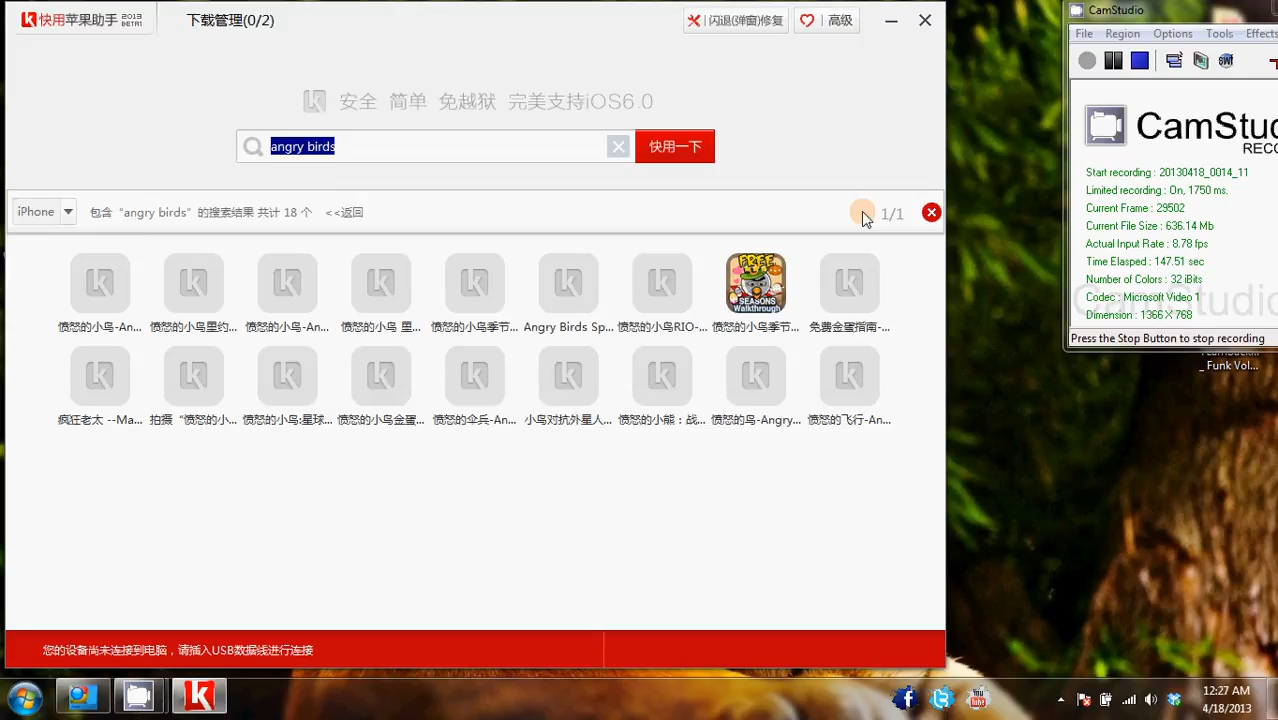 快用苹果助手 2013 BETA
下载管理(0/2)
闪退(弹窗)修复
高级
安全 简单 免越狱 完美支持iOS6.0
angry birds
快用一下
iPhone
包含“angry birds”的搜索结果 共计 18 个 <<返回
1/1
愤怒的小鸟-An...
愤怒的小鸟里约...
愤怒的小鸟-An...
愤怒的小鸟 里...
愤怒的小鸟季节...
Angry Birds Sp...
愤怒的小鸟RIO-...
FREE
SEASONS
Walkthrough
愤怒的小鸟季节...
免费金蛋指南-...
疯狂老太 --Ma...
拍摄“愤怒的小...
愤怒的小鸟:星球...
愤怒的小鸟金蛋...
愤怒的伞兵-An...
小鸟对抗外星人...
愤怒的小熊：战...
愤怒的鸟-Angry...
愤怒的飞行-An...
您的设备尚未连接到电脑，请插入USB数据线进行连接
CamStudio
File Region Options Tools Effects
CamStu
RECO
Start recording : 20130418_0014_11
Limited recording : On, 1750 ms.
Current Frame : 29502
Current File Size : 636.14 Mb
Actual Input Rate : 8.78 fps
Time Elasped : 147.51 sec
Number of Colors : 32 iBits
Codec : Microsoft Video 1
Dimension : 1366 X 768
CamStudio
Press the Stop Button to stop recording
_ Funk Vol...
You
Tube
12:27 AM
4/18/2013